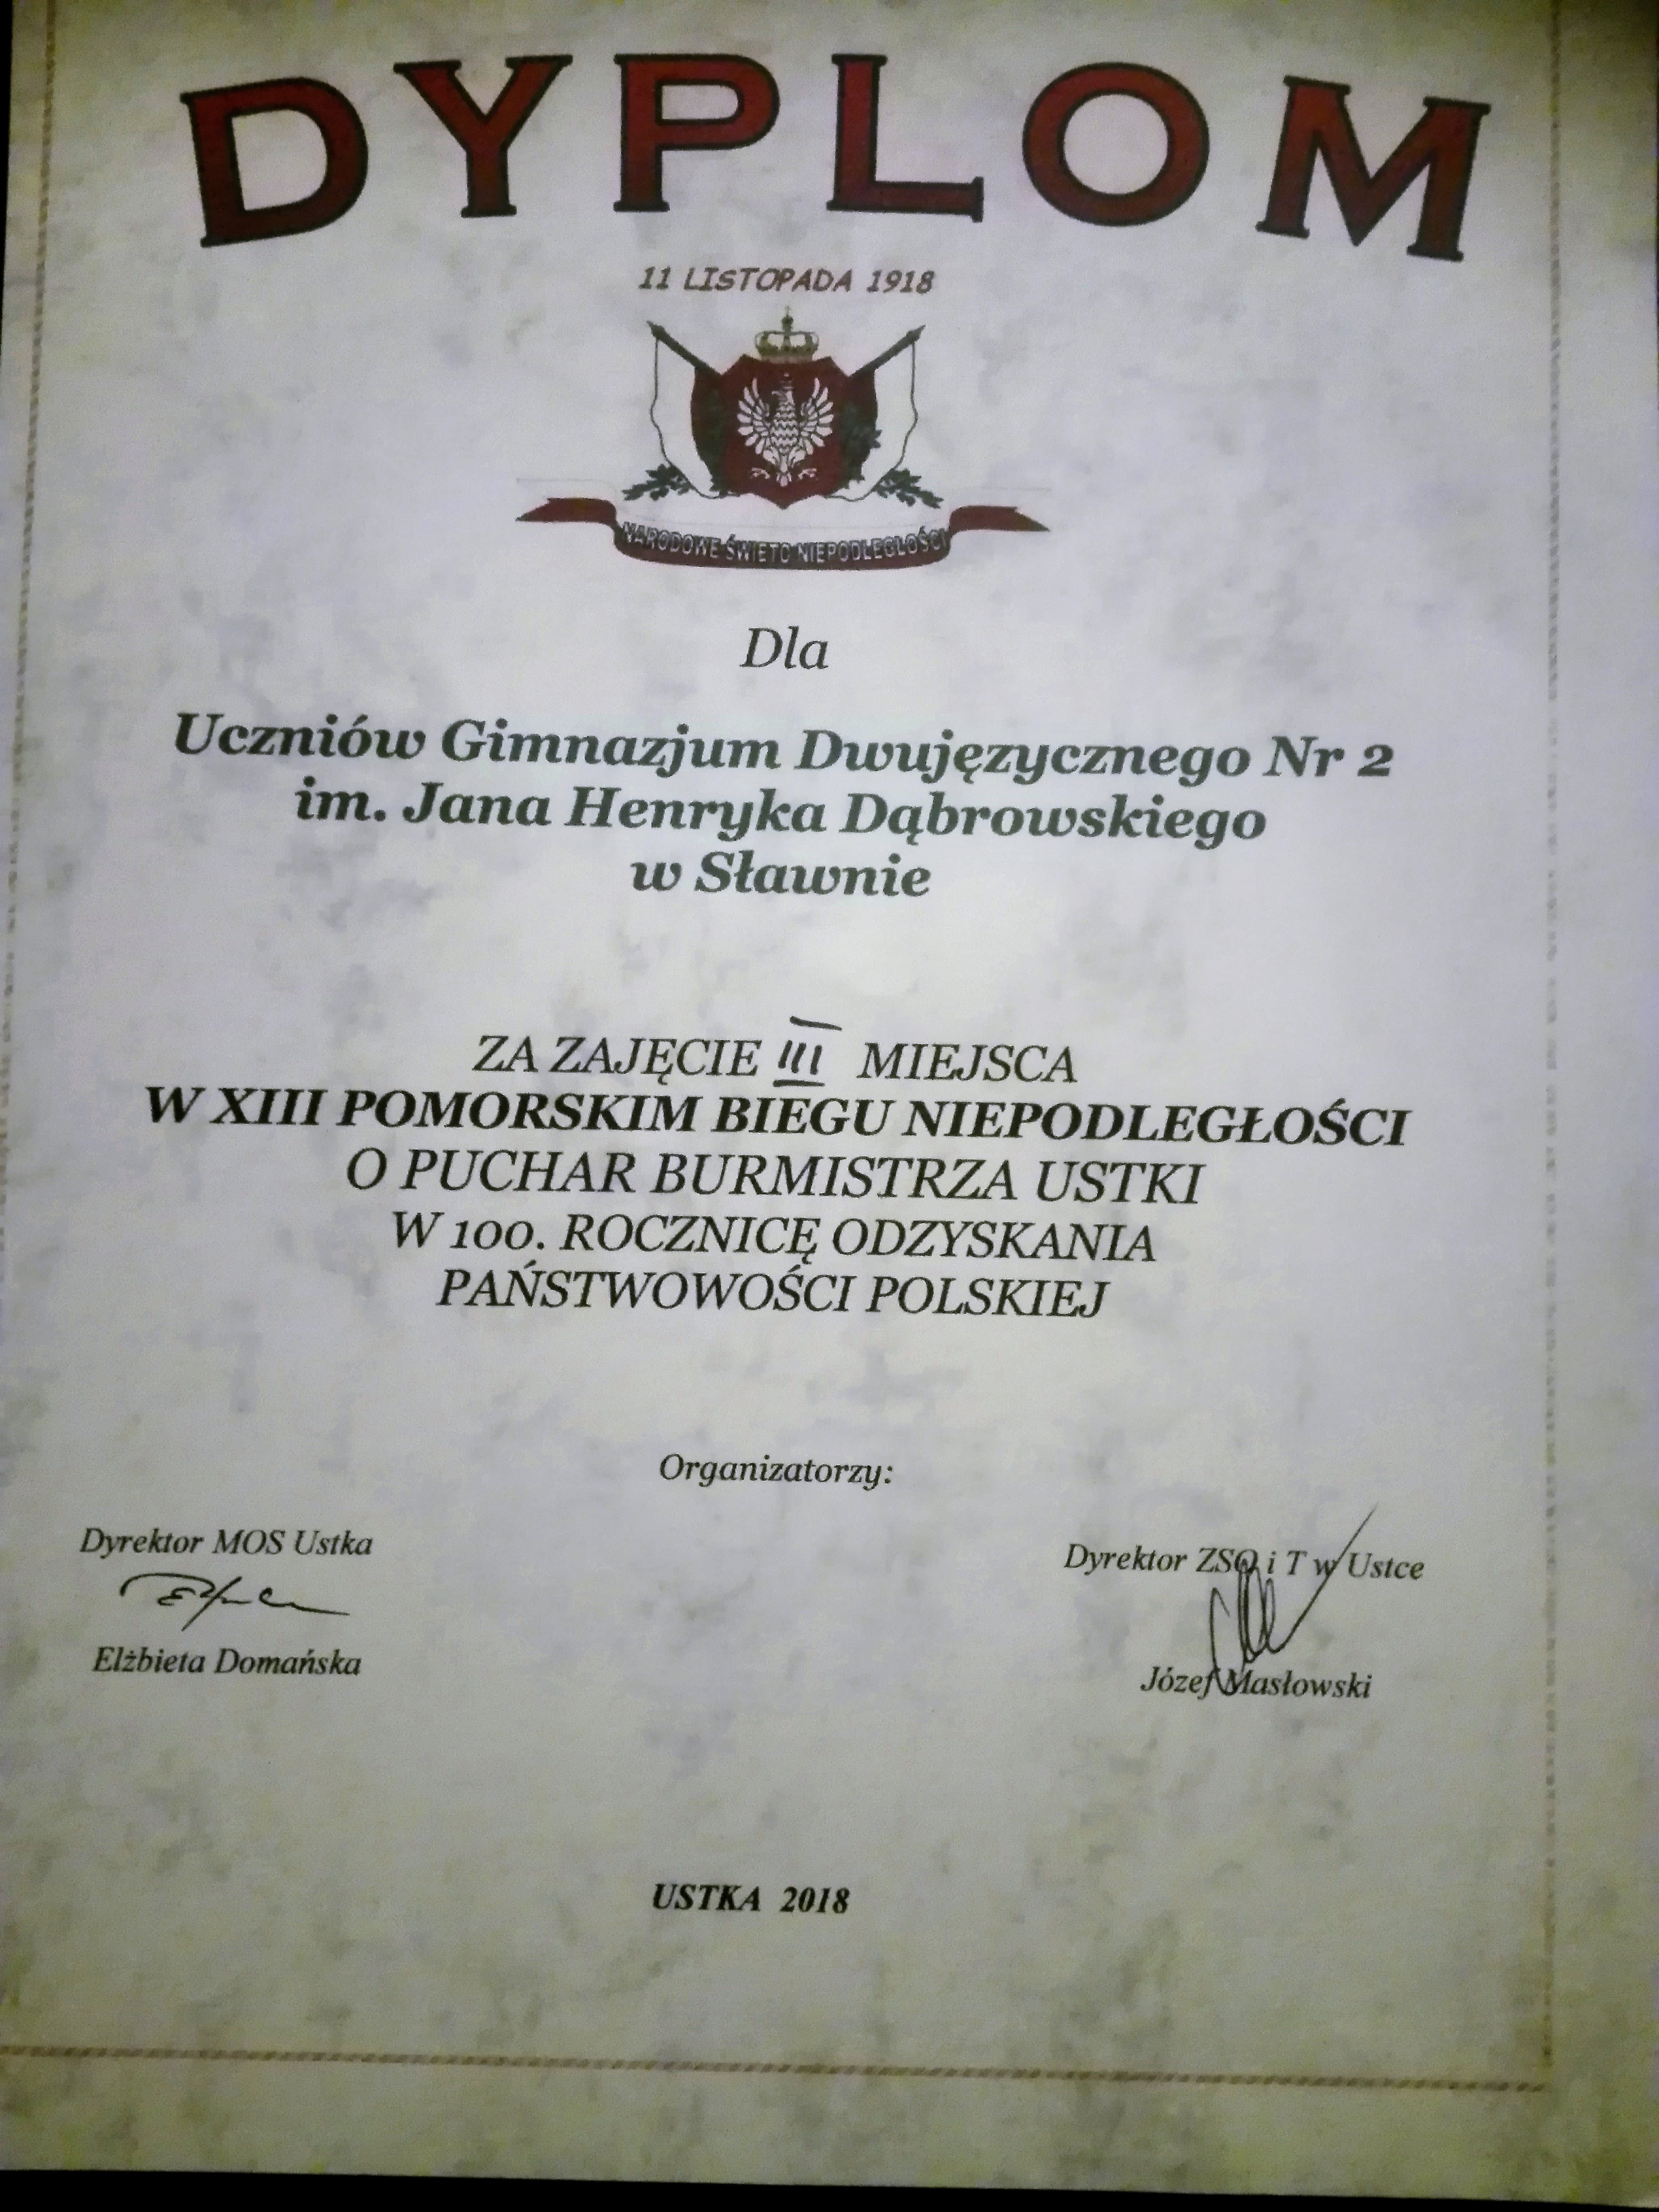 DYPLOM
11 LISTOPADA 1918
NARODOWE ŚWIĘTO NIEPODLEGŁOŚCI
Dla
Uczniów Gimnazjum Dwujęzycznego Nr 2
im. Jana Henryka Dąbrowskiego
w Sławnie
ZA ZAJĘCIE III MIEJSCA
W XIII POMORSKIM BIEGU NIEPODLEGŁOŚCI
O PUCHAR BURMISTRZA USTKI
W 100. ROCZNICĘ ODZYSKANIA
PAŃSTWOWOŚCI POLSKIEJ
Organizatorzy:
Dyrektor MOS Ustka
Elżbieta Domańska
Dyrektor ZSO i T w Ustce
Józef Masłowski
USTKA 2018